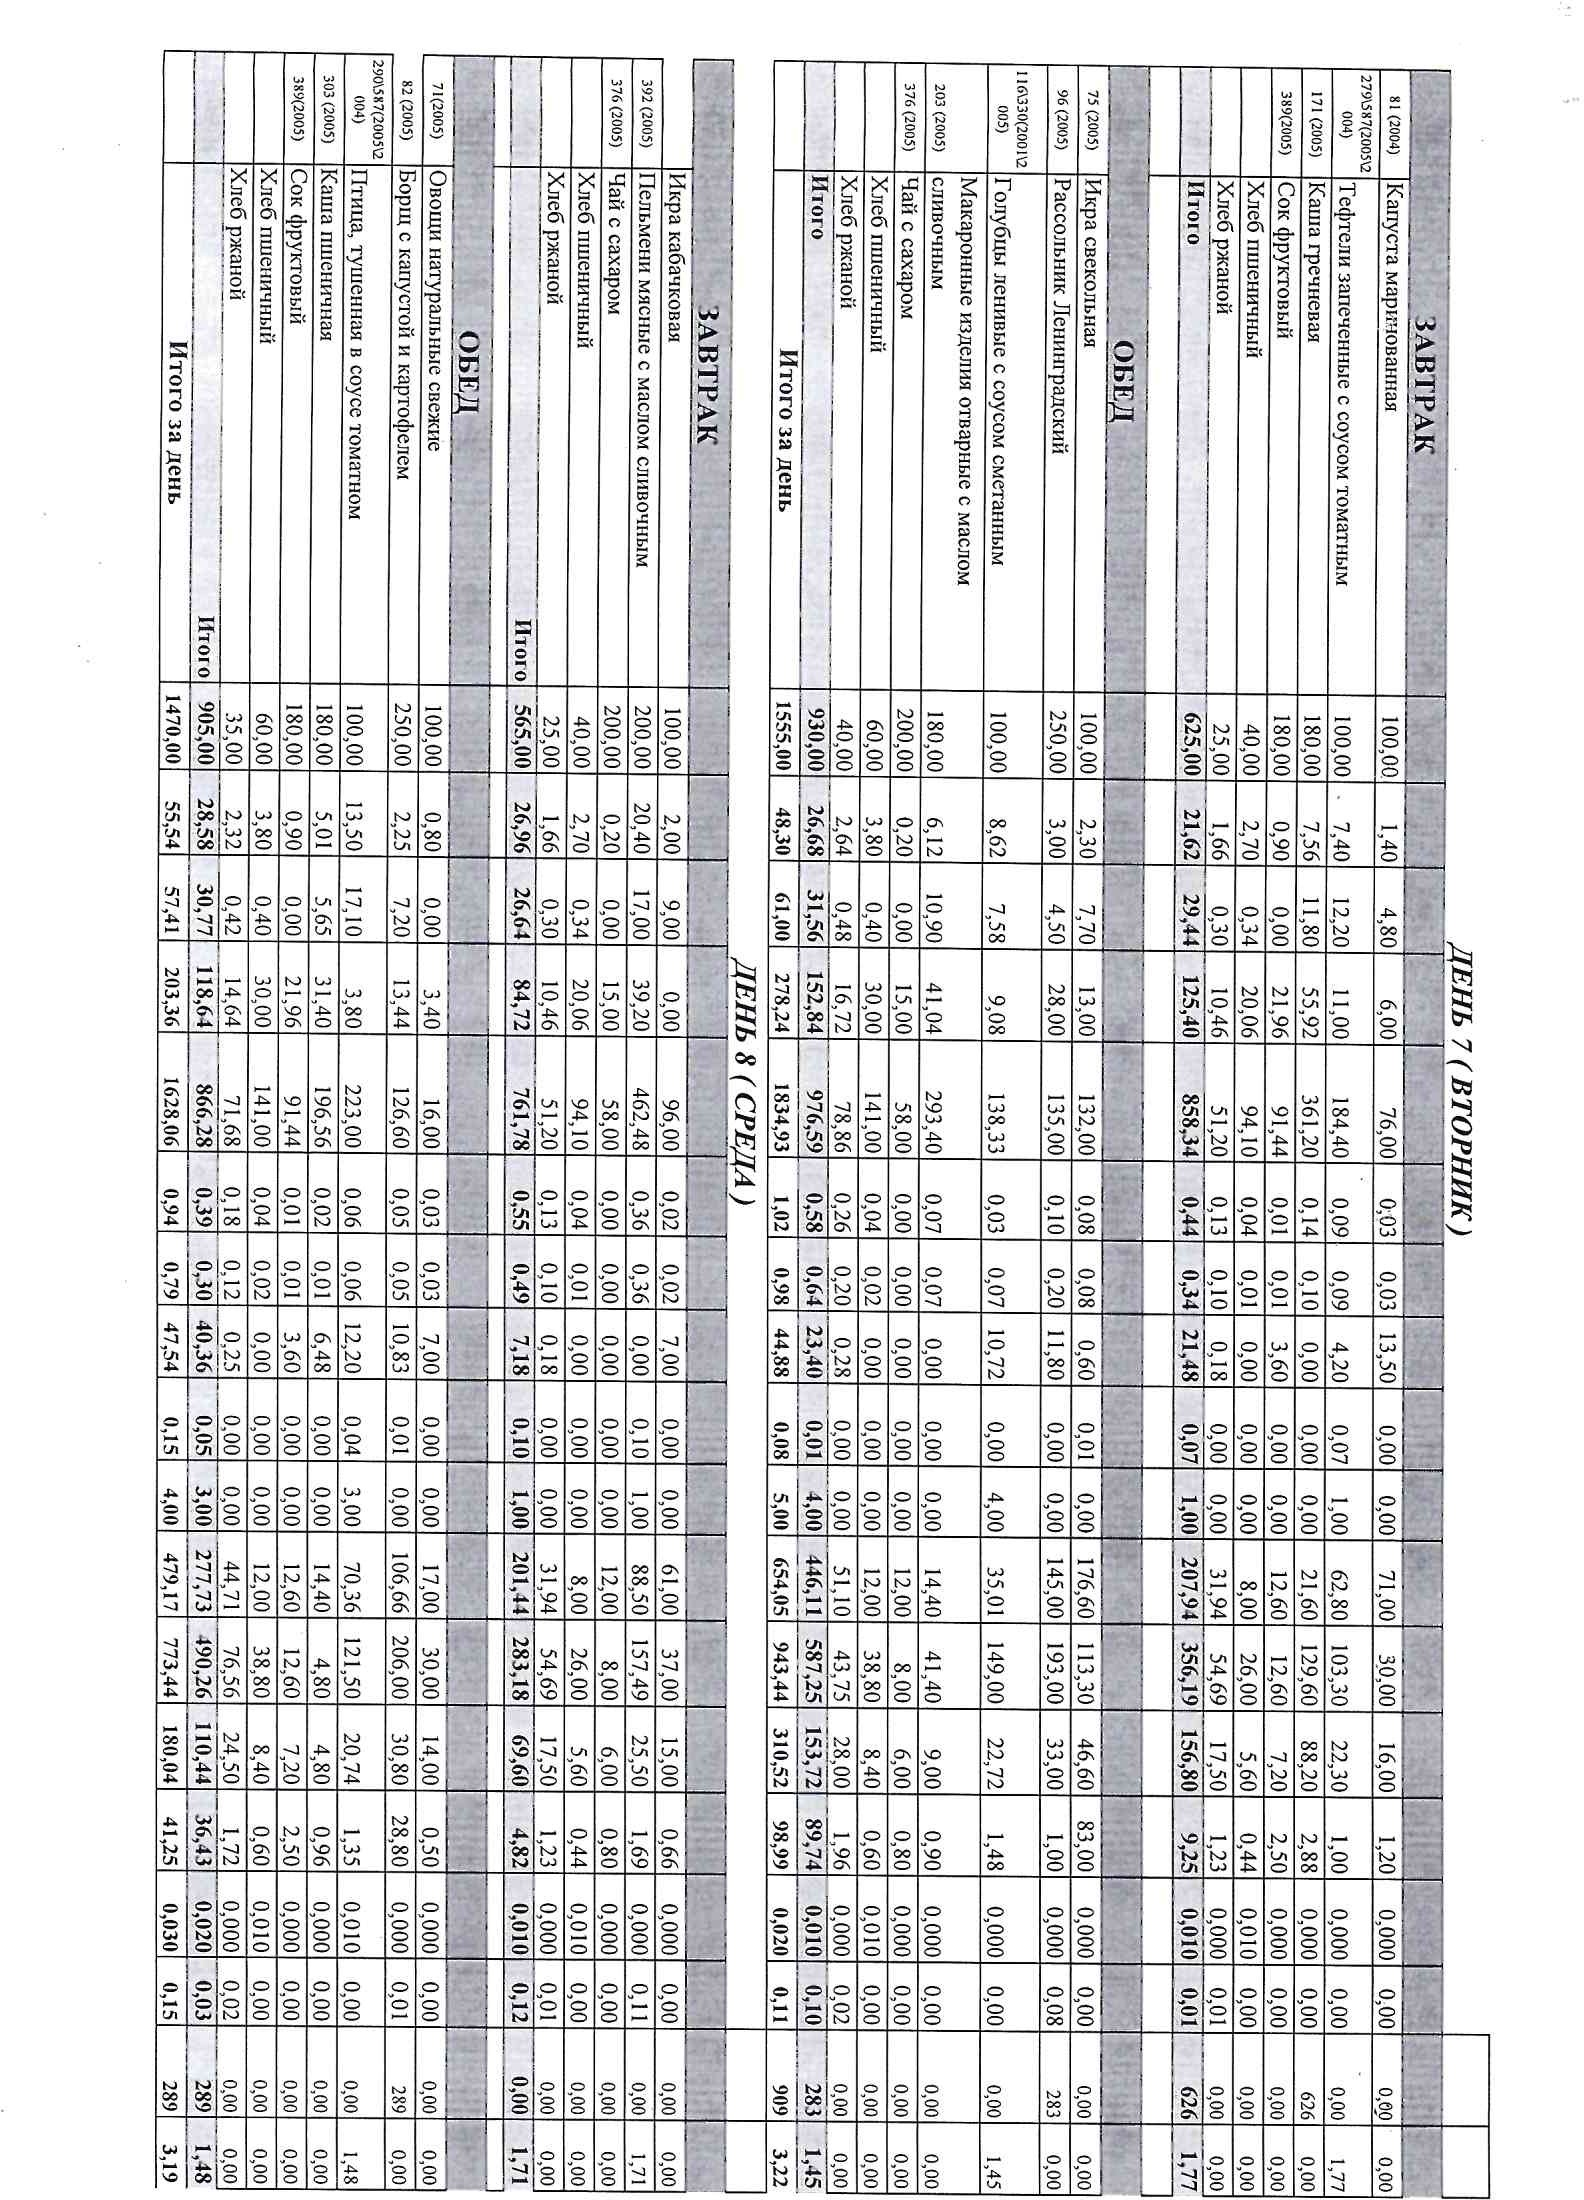 ДЕНЬ 7 ( ВТОРНИК )
ЗАВТРАК
81 (2004) Капуста маринованная 100,00 1,40 4,80 6,00 76,00 0,03 0,03 13,50 0,00 0,00 71,00 30,00 16,00 1,20 0,000 0,00 0,00 0,00
279\587(2005\2004) Тефтели запеченные с соусом томатным 100,00 7,40 12,20 11,00 184,40 0,09 0,09 4,20 0,07 1,00 62,80 103,30 22,30 1,00 0,000 0,00 0,00 1,77
171 (2005) Каша гречневая 180,00 7,56 11,80 55,92 361,20 0,14 0,10 0,00 0,00 0,00 21,60 129,60 88,20 2,88 0,000 0,00 626 0,00
389(2005) Сок фруктовый 180,00 0,90 0,00 21,96 91,44 0,01 0,01 3,60 0,00 0,00 12,60 12,60 7,20 2,50 0,000 0,00 0,00 0,00
Хлеб пшеничный 40,00 2,70 0,34 20,06 94,10 0,04 0,01 0,00 0,00 0,00 8,00 26,00 5,60 0,44 0,010 0,00 0,00 0,00
Хлеб ржаной 25,00 1,66 0,30 10,46 51,20 0,13 0,10 0,18 0,00 0,00 31,94 54,69 17,50 1,23 0,000 0,01 0,00 0,00
Итого 625,00 21,62 29,44 125,40 858,34 0,44 0,34 21,48 0,07 1,00 207,94 356,19 156,80 9,25 0,010 0,01 626 1,77
ОБЕД
75 (2005) Икра свекольная 100,00 2,30 7,70 13,00 132,00 0,08 0,08 0,60 0,01 0,00 176,60 113,30 46,60 83,00 0,000 0,00 0,00 0,00
96 (2005) Рассольник Ленинградский 250,00 3,00 4,50 28,00 135,00 0,10 0,20 11,80 0,00 0,00 145,00 193,00 33,00 1,00 0,000 0,08 283 0,00
116\330(2001\2005) Голубцы ленивые с соусом сметанным 100,00 8,62 7,58 9,08 138,33 0,03 0,07 10,72 0,00 4,00 35,01 149,00 22,72 1,48 0,000 0,00 0,00 1,45
Макаронные изделия отварные с маслом
203 (2005) сливочным 180,00 6,12 10,90 41,04 293,40 0,07 0,07 0,00 0,00 0,00 14,40 41,40 9,00 0,90 0,000 0,00 0,00 0,00
376 (2005) Чай с сахаром 200,00 0,20 0,00 15,00 58,00 0,00 0,00 0,00 0,00 0,00 12,00 8,00 6,00 0,80 0,000 0,00 0,00 0,00
Хлеб пшеничный 60,00 3,80 0,40 30,00 141,00 0,04 0,02 0,00 0,00 0,00 12,00 38,80 8,40 0,60 0,010 0,00 0,00 0,00
Хлеб ржаной 40,00 2,64 0,48 16,72 78,86 0,26 0,20 0,28 0,00 0,00 51,10 43,75 28,00 1,96 0,000 0,02 0,00 0,00
Итого 930,00 26,68 31,56 152,84 976,59 0,58 0,64 23,40 0,01 4,00 446,11 587,25 153,72 89,74 0,010 0,10 283 1,45
Итого за день 1555,00 48,30 61,00 278,24 1834,93 1,02 0,98 44,88 0,08 5,00 654,05 943,44 310,52 98,99 0,020 0,11 909 3,22
ДЕНЬ 8 ( СРЕДА )
ЗАВТРАК
Икра кабачковая 100,00 2,00 9,00 0,00 96,00 0,02 0,02 7,00 0,00 0,00 61,00 37,00 15,00 0,66 0,000 0,00 0,00 0,00
392 (2005) Пельмени мясные с маслом сливочным 200,00 20,40 17,00 39,20 462,48 0,36 0,36 0,00 0,10 1,00 88,50 157,49 25,50 1,69 0,000 0,11 0,00 1,71
376 (2005) Чай с сахаром 200,00 0,20 0,00 15,00 58,00 0,00 0,00 0,00 0,00 0,00 12,00 8,00 6,00 0,80 0,000 0,00 0,00 0,00
Хлеб пшеничный 40,00 2,70 0,34 20,06 94,10 0,04 0,01 0,00 0,00 0,00 8,00 26,00 5,60 0,44 0,010 0,00 0,00 0,00
Хлеб ржаной 25,00 1,66 0,30 10,46 51,20 0,13 0,10 0,18 0,00 0,00 31,94 54,69 17,50 1,23 0,000 0,01 0,00 0,00
Итого 565,00 26,96 26,64 84,72 761,78 0,55 0,49 7,18 0,10 1,00 201,44 283,18 69,60 4,82 0,010 0,12 0,00 1,71
ОБЕД
71(2005) Овощи натуральные свежие 100,00 0,80 0,00 3,40 16,00 0,03 0,03 7,00 0,00 0,00 17,00 30,00 14,00 0,50 0,000 0,00 0,00 0,00
82 (2005) Борщ с капустой и картофелем 250,00 2,25 7,20 13,44 126,60 0,05 0,05 10,83 0,01 0,00 106,66 206,00 30,80 28,80 0,000 0,01 289 0,00
290\587(2005\2004) Птица, тушенная в соусе томатном 100,00 13,50 17,10 3,80 223,00 0,06 0,06 12,20 0,04 3,00 70,36 121,50 20,74 1,35 0,010 0,00 0,00 1,48
303 (2005) Каша пшеничная 180,00 5,01 5,65 31,40 196,56 0,02 0,01 6,48 0,00 0,00 14,40 4,80 4,80 0,96 0,000 0,00 0,00 0,00
389(2005) Сок фруктовый 180,00 0,90 0,00 21,96 91,44 0,01 0,01 3,60 0,00 0,00 12,60 12,60 7,20 2,50 0,000 0,00 0,00 0,00
Хлеб пшеничный 60,00 3,80 0,40 30,00 141,00 0,04 0,02 0,00 0,00 0,00 12,00 38,80 8,40 0,60 0,010 0,00 0,00 0,00
Хлеб ржаной 35,00 2,32 0,42 14,64 71,68 0,18 0,12 0,25 0,00 0,00 44,71 76,56 24,50 1,72 0,000 0,02 0,00 0,00
Итого 905,00 28,58 30,77 118,64 866,28 0,39 0,30 40,36 0,05 3,00 277,73 490,26 110,44 36,43 0,020 0,03 289 1,48
Итого за день 1470,00 55,54 57,41 203,36 1628,06 0,94 0,79 47,54 0,15 4,00 479,17 773,44 180,04 41,25 0,030 0,15 289 3,19